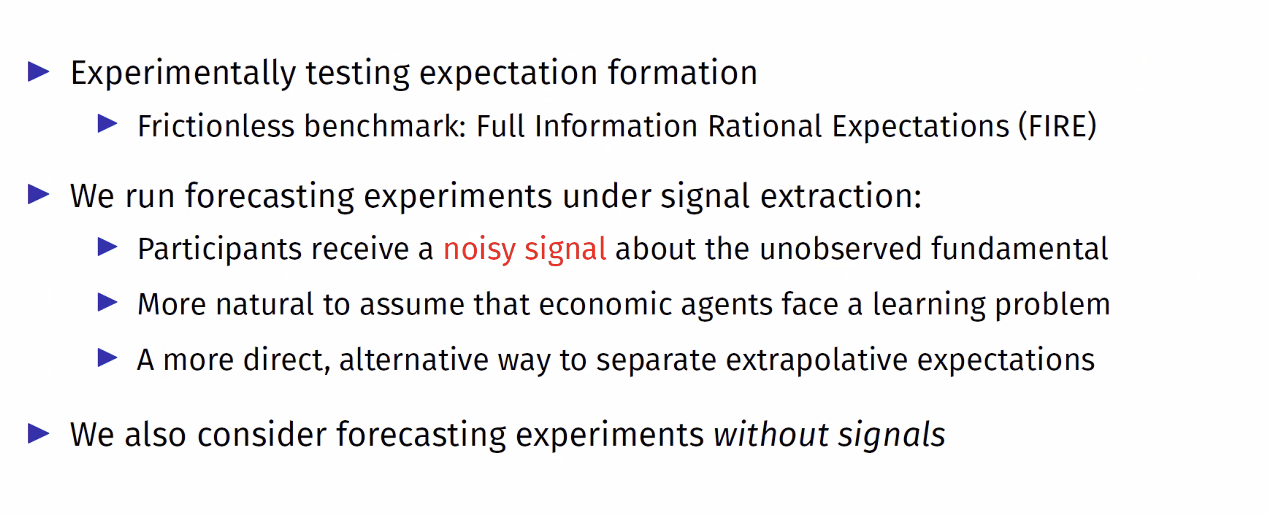 Experimentally testing expectation formation
Frictionless benchmark: Full Information Rational Expectations (FIRE)
We run forecasting experiments under signal extraction:
Participants receive a noisy signal about the unobserved fundamental
More natural to assume that economic agents face a learning problem
A more direct, alternative way to separate extrapolative expectations
We also consider forecasting experiments without signals